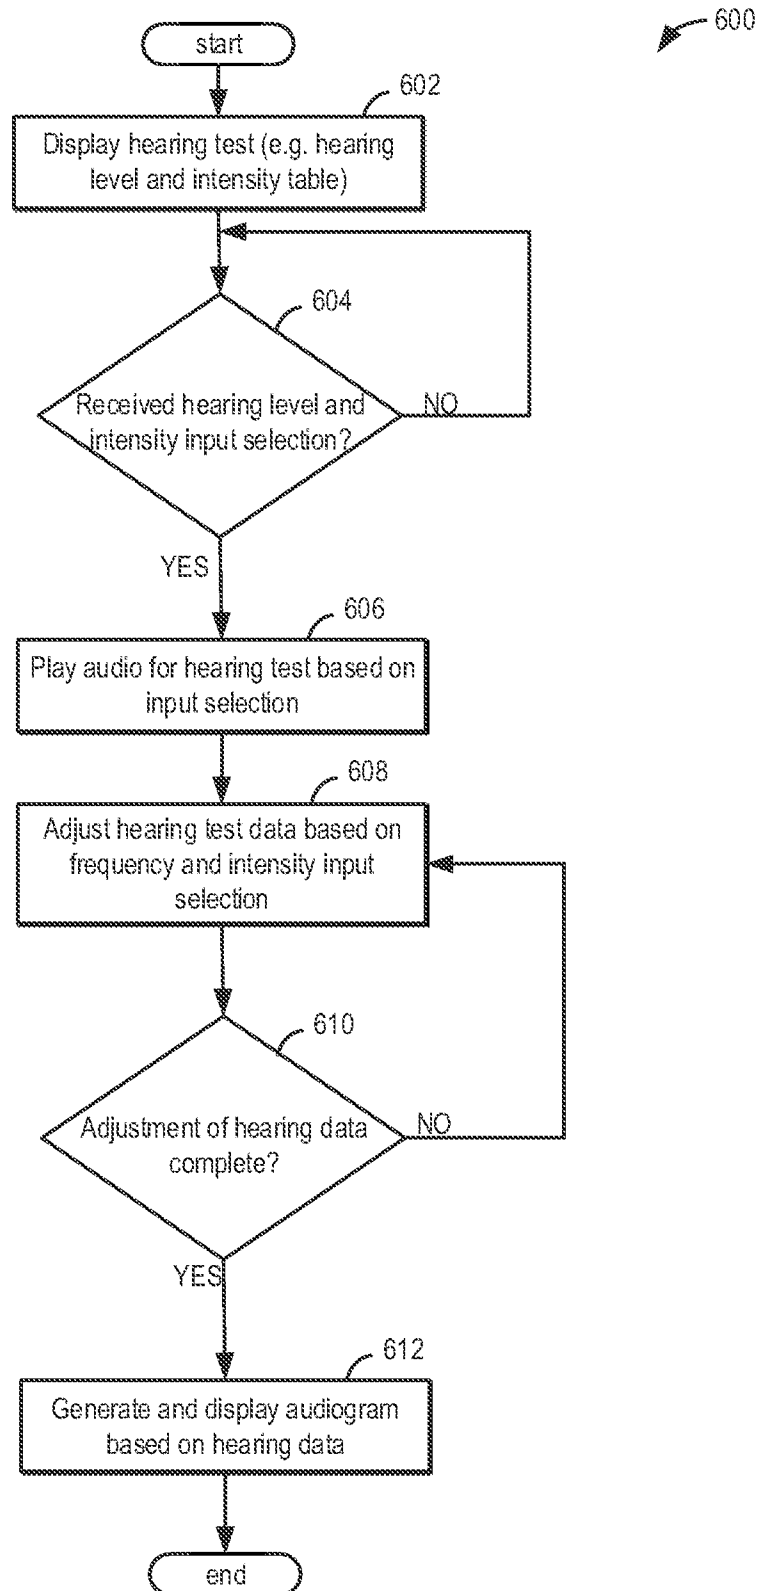 600
start
602
Display hearing test (e.g. hearing
level and intensity table)
604
Received hearing level and
intensity input selection?
NO
YES
606
Play audio for hearing test based on
input selection
608
Adjust hearing test data based on
frequency and intensity input
selection
610
Adjustment of hearing data
complete?
NO
YES
612
Generate and display audiogram
based on hearing data
end